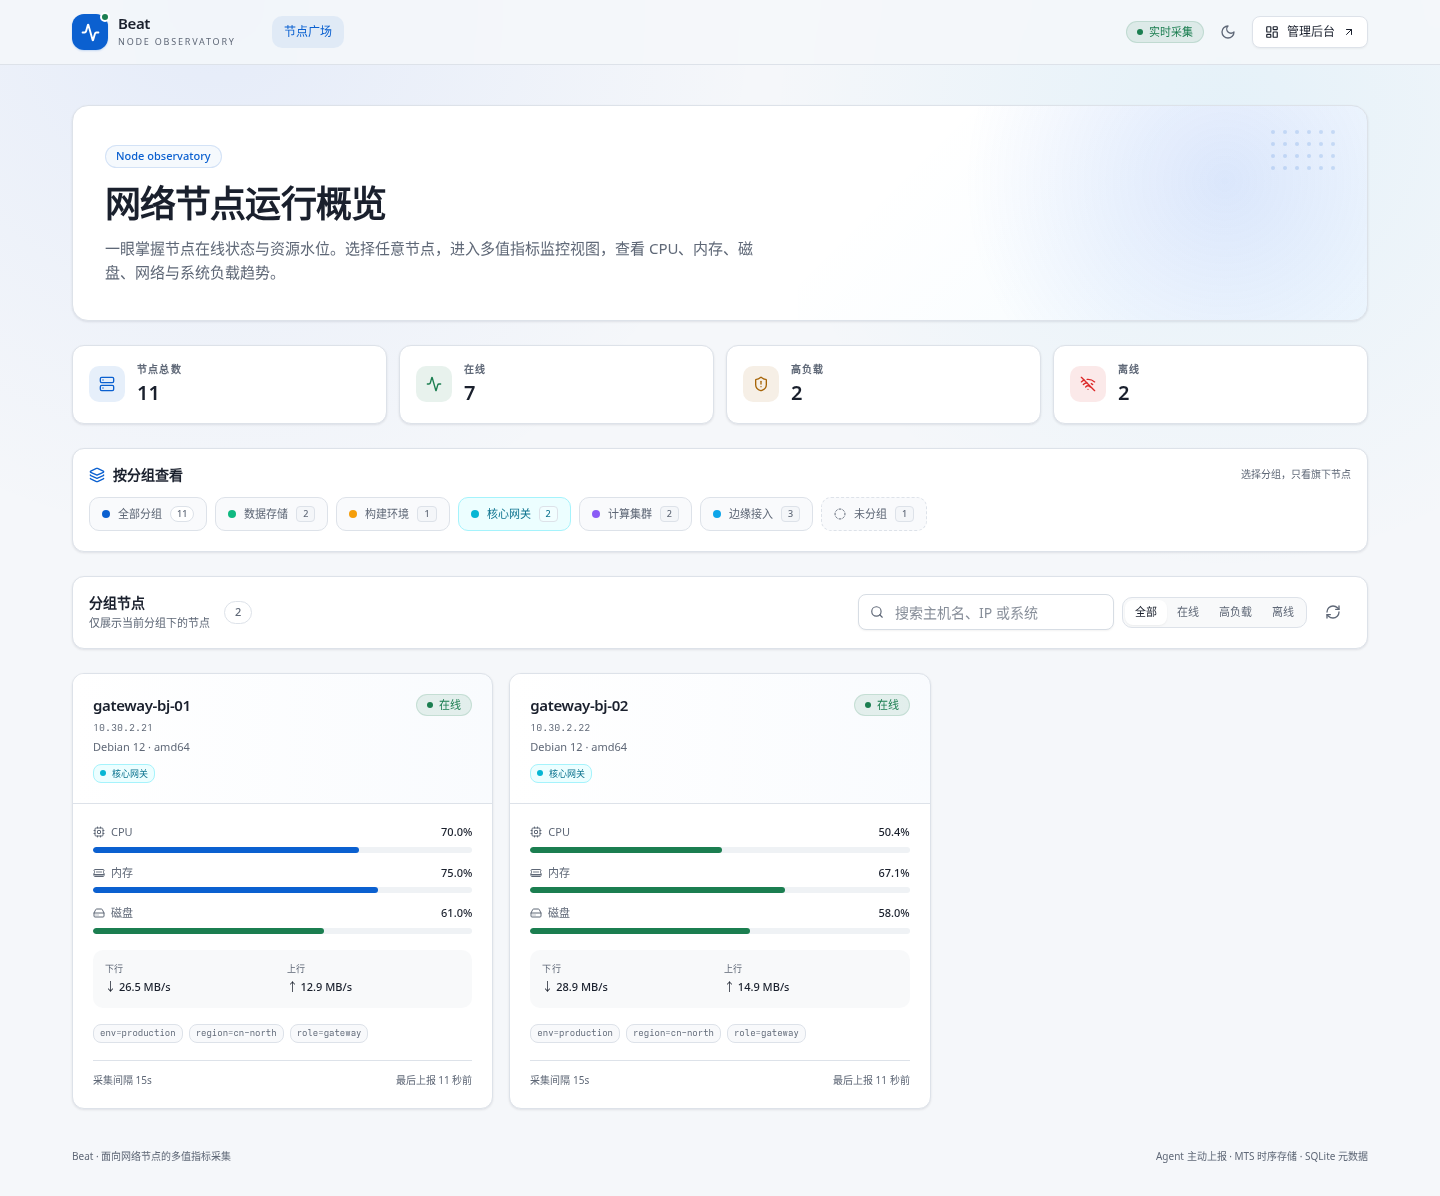 Beat
NODE OBSERVATORY
节点广场
实时采集
管理后台
Node observatory
网络节点运行概览
一眼掌握节点在线状态与资源水位。选择任意节点，进入多值指标监控视图，查看 CPU、内存、磁
盘、网络与系统负载趋势。
节点总数
11
在线
7
高负载
2
离线
2
按分组查看
选择分组，只看旗下节点
全部分组 11
数据存储 2
构建环境 1
核心网关 2
计算集群 2
边缘接入 3
未分组 1
分组节点
仅展示当前分组下的节点
2
搜索主机名、IP 或系统
全部
在线
高负载
离线
gateway-bj-01
在线
10.30.2.21
Debian 12 · amd64
核心网关
CPU 70.0%
内存 75.0%
磁盘 61.0%
下行
↓ 26.5 MB/s
上行
↑ 12.9 MB/s
env=production
region=cn-north
role=gateway
采集间隔 15s
最后上报 11 秒前
gateway-bj-02
在线
10.30.2.22
Debian 12 · amd64
核心网关
CPU 50.4%
内存 67.1%
磁盘 58.0%
下行
↓ 28.9 MB/s
上行
↑ 14.9 MB/s
env=production
region=cn-north
role=gateway
采集间隔 15s
最后上报 11 秒前
Beat · 面向网络节点的多值指标采集
Agent 主动上报 · MTS 时序存储 · SQLite 元数据